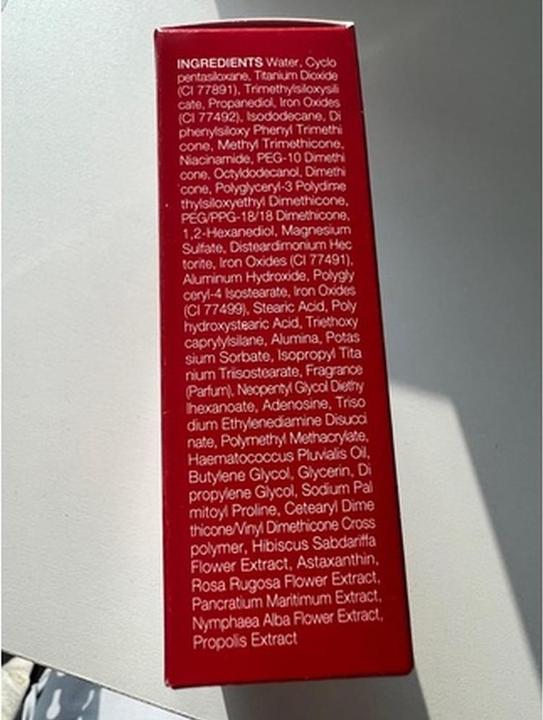 INGREDIENTS Water, Cyclo
pentasiloxane, Titanium Dioxide
(CI 77891), Trimethylsiloxysili
cate, Propanediol, Iron Oxides
(CI 77492), Isododecane, Di
phenylsiloxy Phenyl Trimethi
cone, Methyl Trimethicone,
Niacinamide, PEG-10 Dimethi
cone, Octyldodecanol, Dimethi
cone, Polyglyceryl-3 Polydime
thylsiloxyethyl Dimethicone,
PEG/PPG-18/18 Dimethicone,
1,2-Hexanediol, Magnesium
Sulfate, Disteardimonium Hec
torite, Iron Oxides (CI 77491),
Aluminum Hydroxide, Polygly
ceryl-4 Isostearate, Iron Oxides
(CI 77499), Stearic Acid, Poly
hydroxystearic Acid, Triethoxy
caprylylsilane, Alumina, Potas
sium Sorbate, Isopropyl Tita
nium Triisostearate, Fragrance
(Parfum), Neopentyl Glycol Diethy
lhexanoate, Adenosine, Triso
dium Ethylenediamine Disucci
nate, Polymethyl Methacrylate,
Haematococcus Pluvialis Oil,
Butylene Glycol, Glycerin, Di
propylene Glycol, Sodium Pal
mitoyl Proline, Cetearyl Dime
thicone/Vinyl Dimethicone Cross
polymer, Hibiscus Sabdariffa
Flower Extract, Astaxanthin,
Rosa Rugosa Flower Extract,
Pancratium Maritimum Extract,
Nymphaea Alba Flower Extract,
Propolis Extract